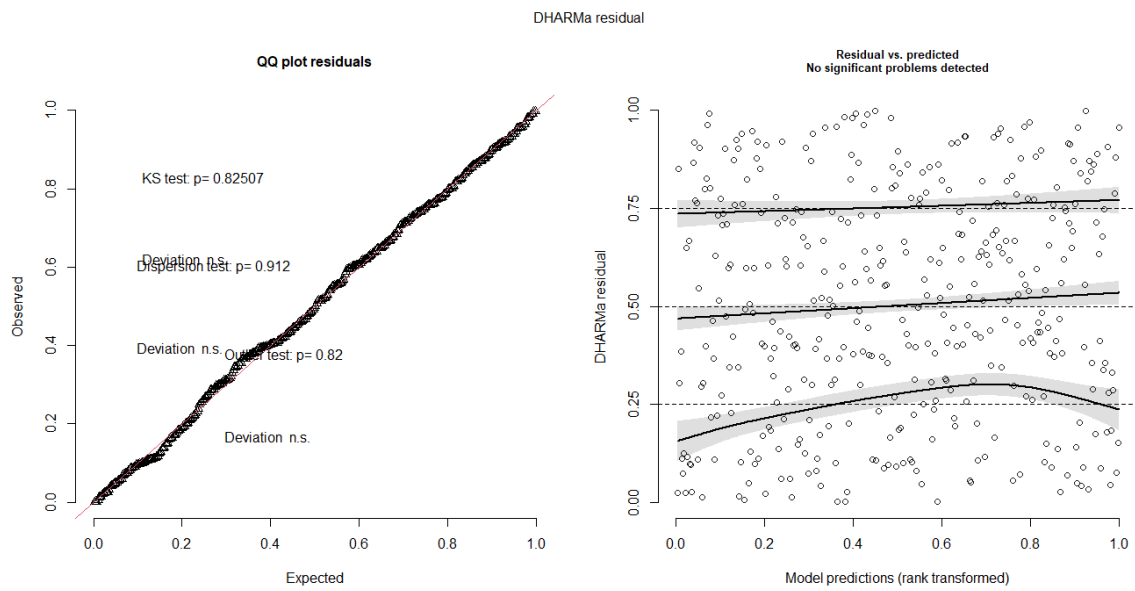 DHARMa residual
QQ plot residuals
KS test: p= 0.82507
Deviation n.s.
Dispersion test: p= 0.912
Deviation n.s.
Outlier test: p= 0.82
Deviation n.s.
Observed
0.0 0.2 0.4 0.6 0.8 1.0
0.0 0.2 0.4 0.6 0.8 1.0
Expected
Residual vs. predicted
No significant problems detected
DHARMa residual
0.00 0.25 0.50 0.75 1.00
0.0 0.2 0.4 0.6 0.8 1.0
Model predictions (rank transformed)